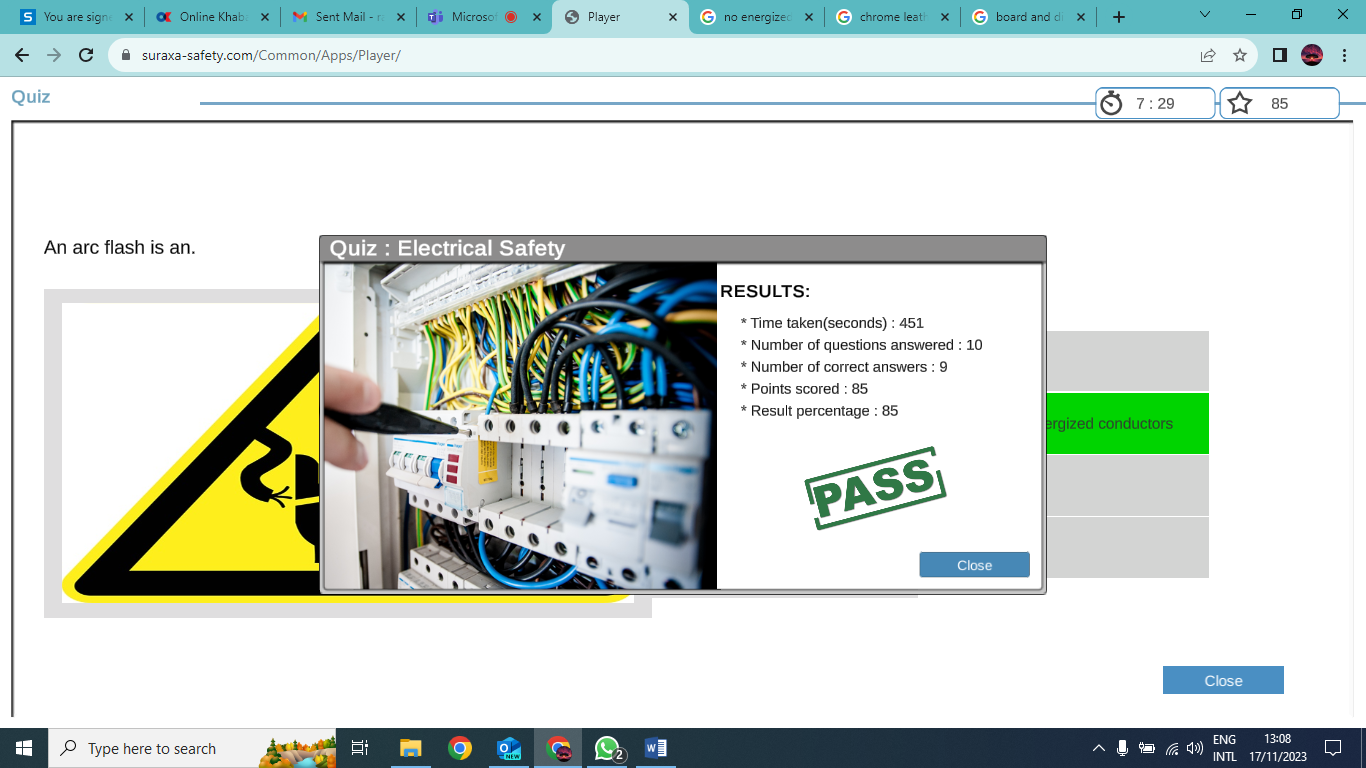 You are sign
Online Khab
Sent Mail - r
Microsof
Player
no energized
chrome leath
board and di
suraxa-safety.com/Common/Apps/Player/
Quiz
7 : 29
85
An arc flash is an.
Quiz : Electrical Safety
RESULTS:
* Time taken(seconds) : 451
* Number of questions answered : 10
* Number of correct answers : 9
* Points scored : 85
* Result percentage : 85
ergized conductors
PASS
Close
Close
Type here to search
NEW
2
ENG
INTL
13:08
17/11/2023